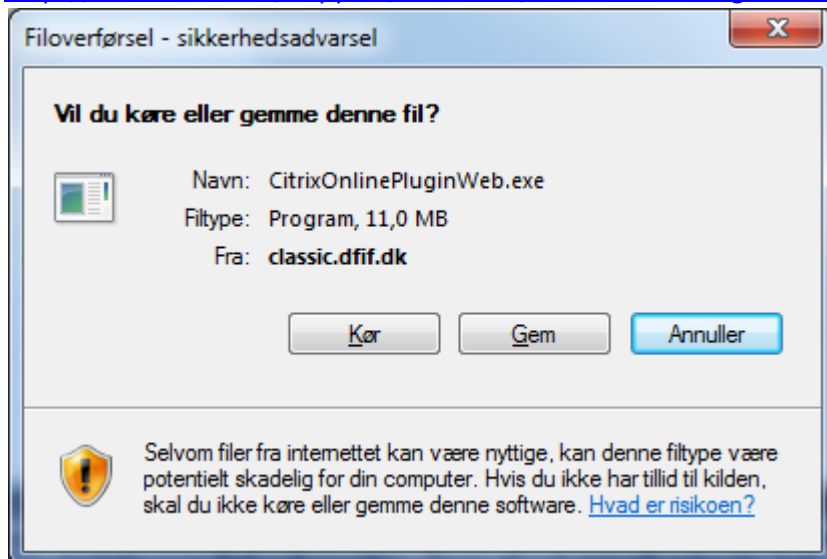 Filoverførsel - sikkerhedsadvarsel
Vil du køre eller gemme denne fil?
Navn: CitrixOnlinePluginWeb.exe
Filtype: Program, 11,0 MB
Fra: classic.dfif.dk
Kør Gem Annuller
Selvom filer fra internettet kan være nyttige, kan denne filtype være
potentielt skadelig for din computer. Hvis du ikke har tillid til kilden,
skal du ikke køre eller gemme denne software. Hvad er risikoen?